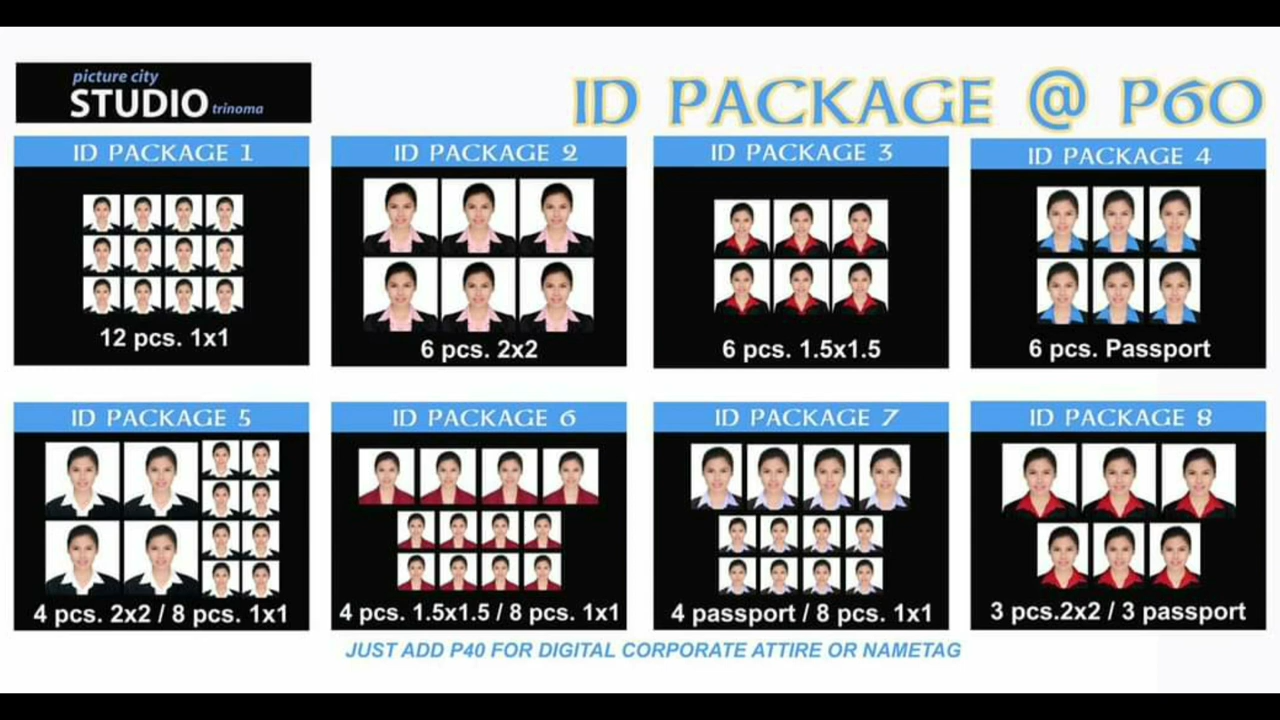 picture city
STUDIO trinoma
ID PACKAGE @ P60
ID PACKAGE 1
12 pcs. 1x1
ID PACKAGE 2
6 pcs. 2x2
ID PACKAGE 3
6 pcs. 1.5x1.5
ID PACKAGE 4
6 pcs. Passport
ID PACKAGE 5
4 pcs. 2x2 / 8 pcs. 1x1
ID PACKAGE 6
4 pcs. 1.5x1.5 / 8 pcs. 1x1
ID PACKAGE 7
4 passport / 8 pcs. 1x1
ID PACKAGE 8
3 pcs.2x2 / 3 passport
JUST ADD P40 FOR DIGITAL CORPORATE ATTIRE OR NAMETAG